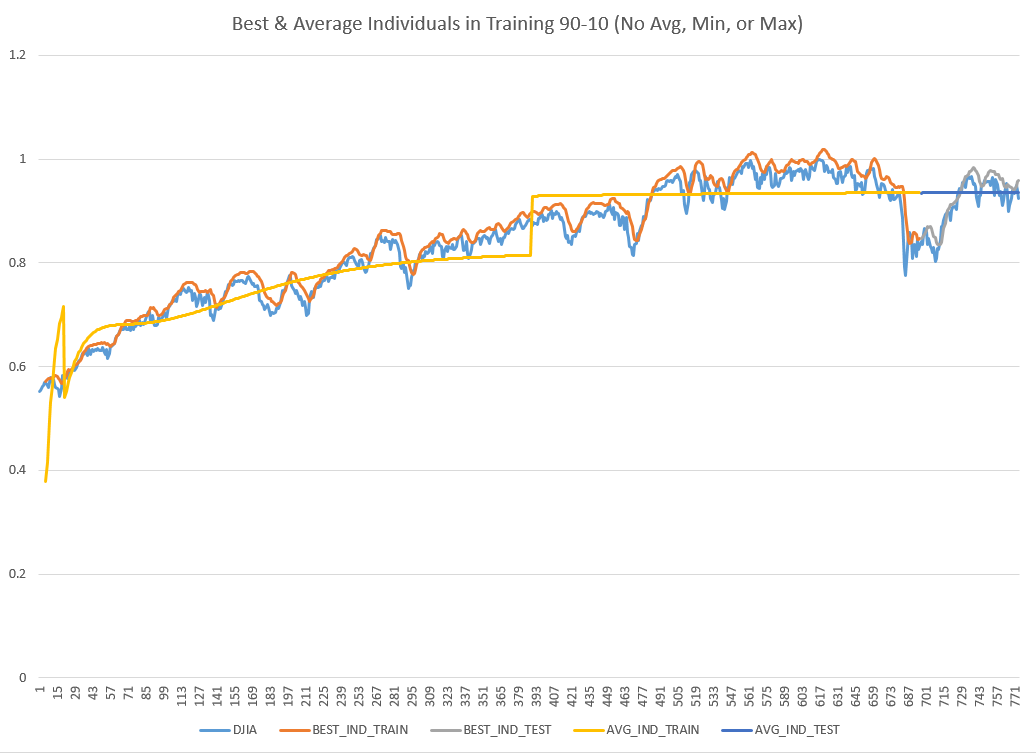 Best & Average Individuals in Training 90-10 (No Avg, Min, or Max)
1.2
1
0.8
0.6
0.4
0.2
0
1 15 29 43 57 71 85 99 113 127 141 155 169 183 197 211 225 239 253 267 281 295 309 323 337 351 365 379 393 407 421 435 449 463 477 491 505 519 533 547 561 575 589 603 617 631 645 659 673 687 701 715 729 743 757 771
DJIA BEST_IND_TRAIN BEST_IND_TEST AVG_IND_TRAIN AVG_IND_TEST